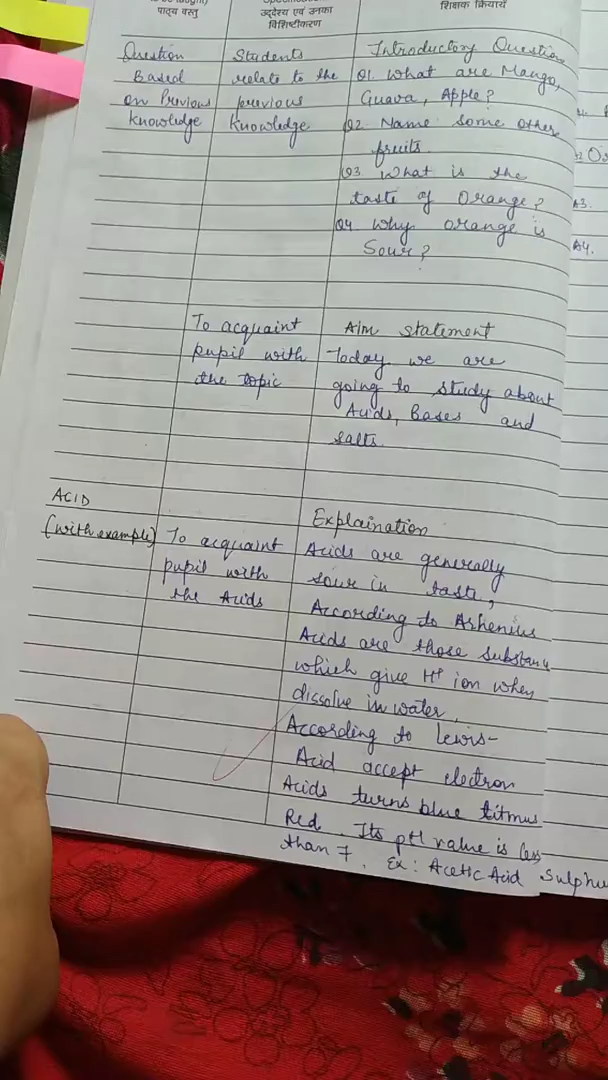 be taught)
पाठ्य वस्तु
उद्देश्य एवं उनका
विशिष्टीकरण
शिक्षक क्रियायें
Question
Based
on Previous
knowledge
Students
relate to the
previous
knowledge
Introductory Question
Q1. What are Mango,
Guava, Apple?
Q2 Name some other
fruits.
Q3 What is the
taste of Orange?
Q4 Why orange is
Sour?
A3.
A4.
To acquaint
pupil with
the topic
Aim statement
Today we are
going to study about
Acids, Bases and
salts.
ACID
(with example)
To acquaint
pupil with
the Acids
Explaination
Acids are generally
sour in taste,
According to Arhenius
Acids are those substance
which give H+ ion when
dissolve in water.
According to Lewis-
Acid accept electron
Acids turns blue litmus
Red. Its pH value is less
than 7. Ex: Acetic Acid Sulphu